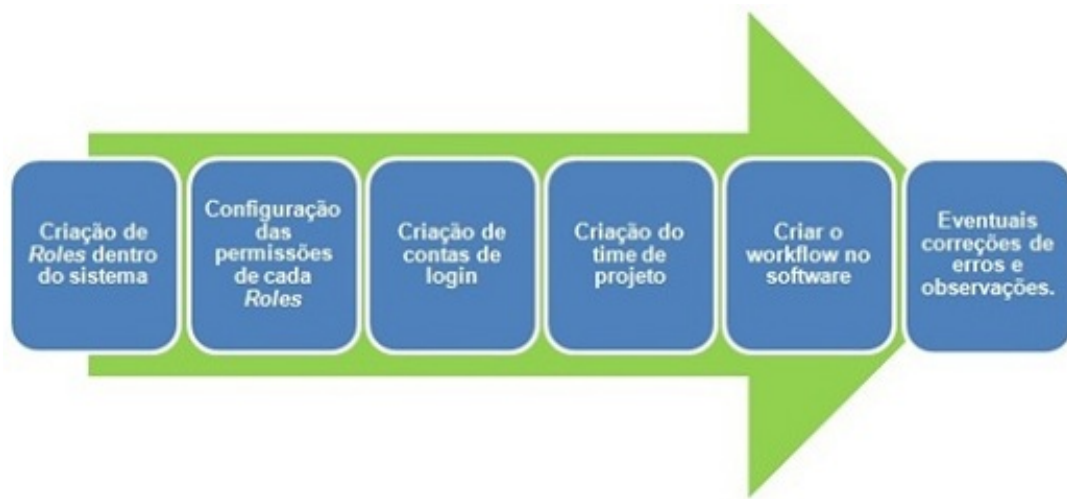 Criação de
Roles dentro
do sistema
Configuração
das
permissões
de cada
Roles
Criação de
contas de
login
Criação do
time de
projeto
Criar o
workflow no
software
Eventuais
correções de
erros e
observações.